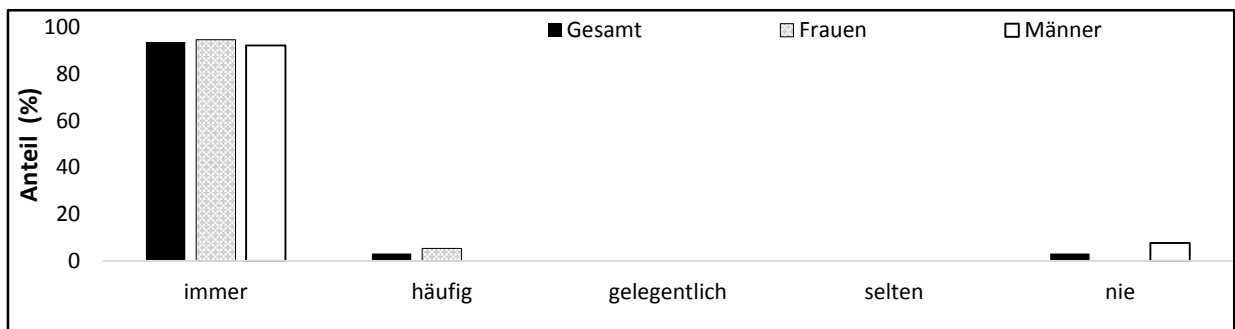 100
Gesamt Frauen Männer
80
60
40
20
0
Anteil (%)
immer häufig gelegentlich selten nie